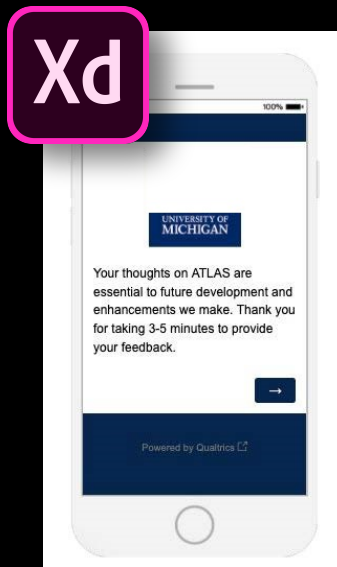 Xd
100%
UNIVERSITY OF
MICHIGAN
Your thoughts on ATLAS are
essential to future development and
enhancements we make. Thank you
for taking 3-5 minutes to provide
your feedback.
→
Powered by Qualtrics